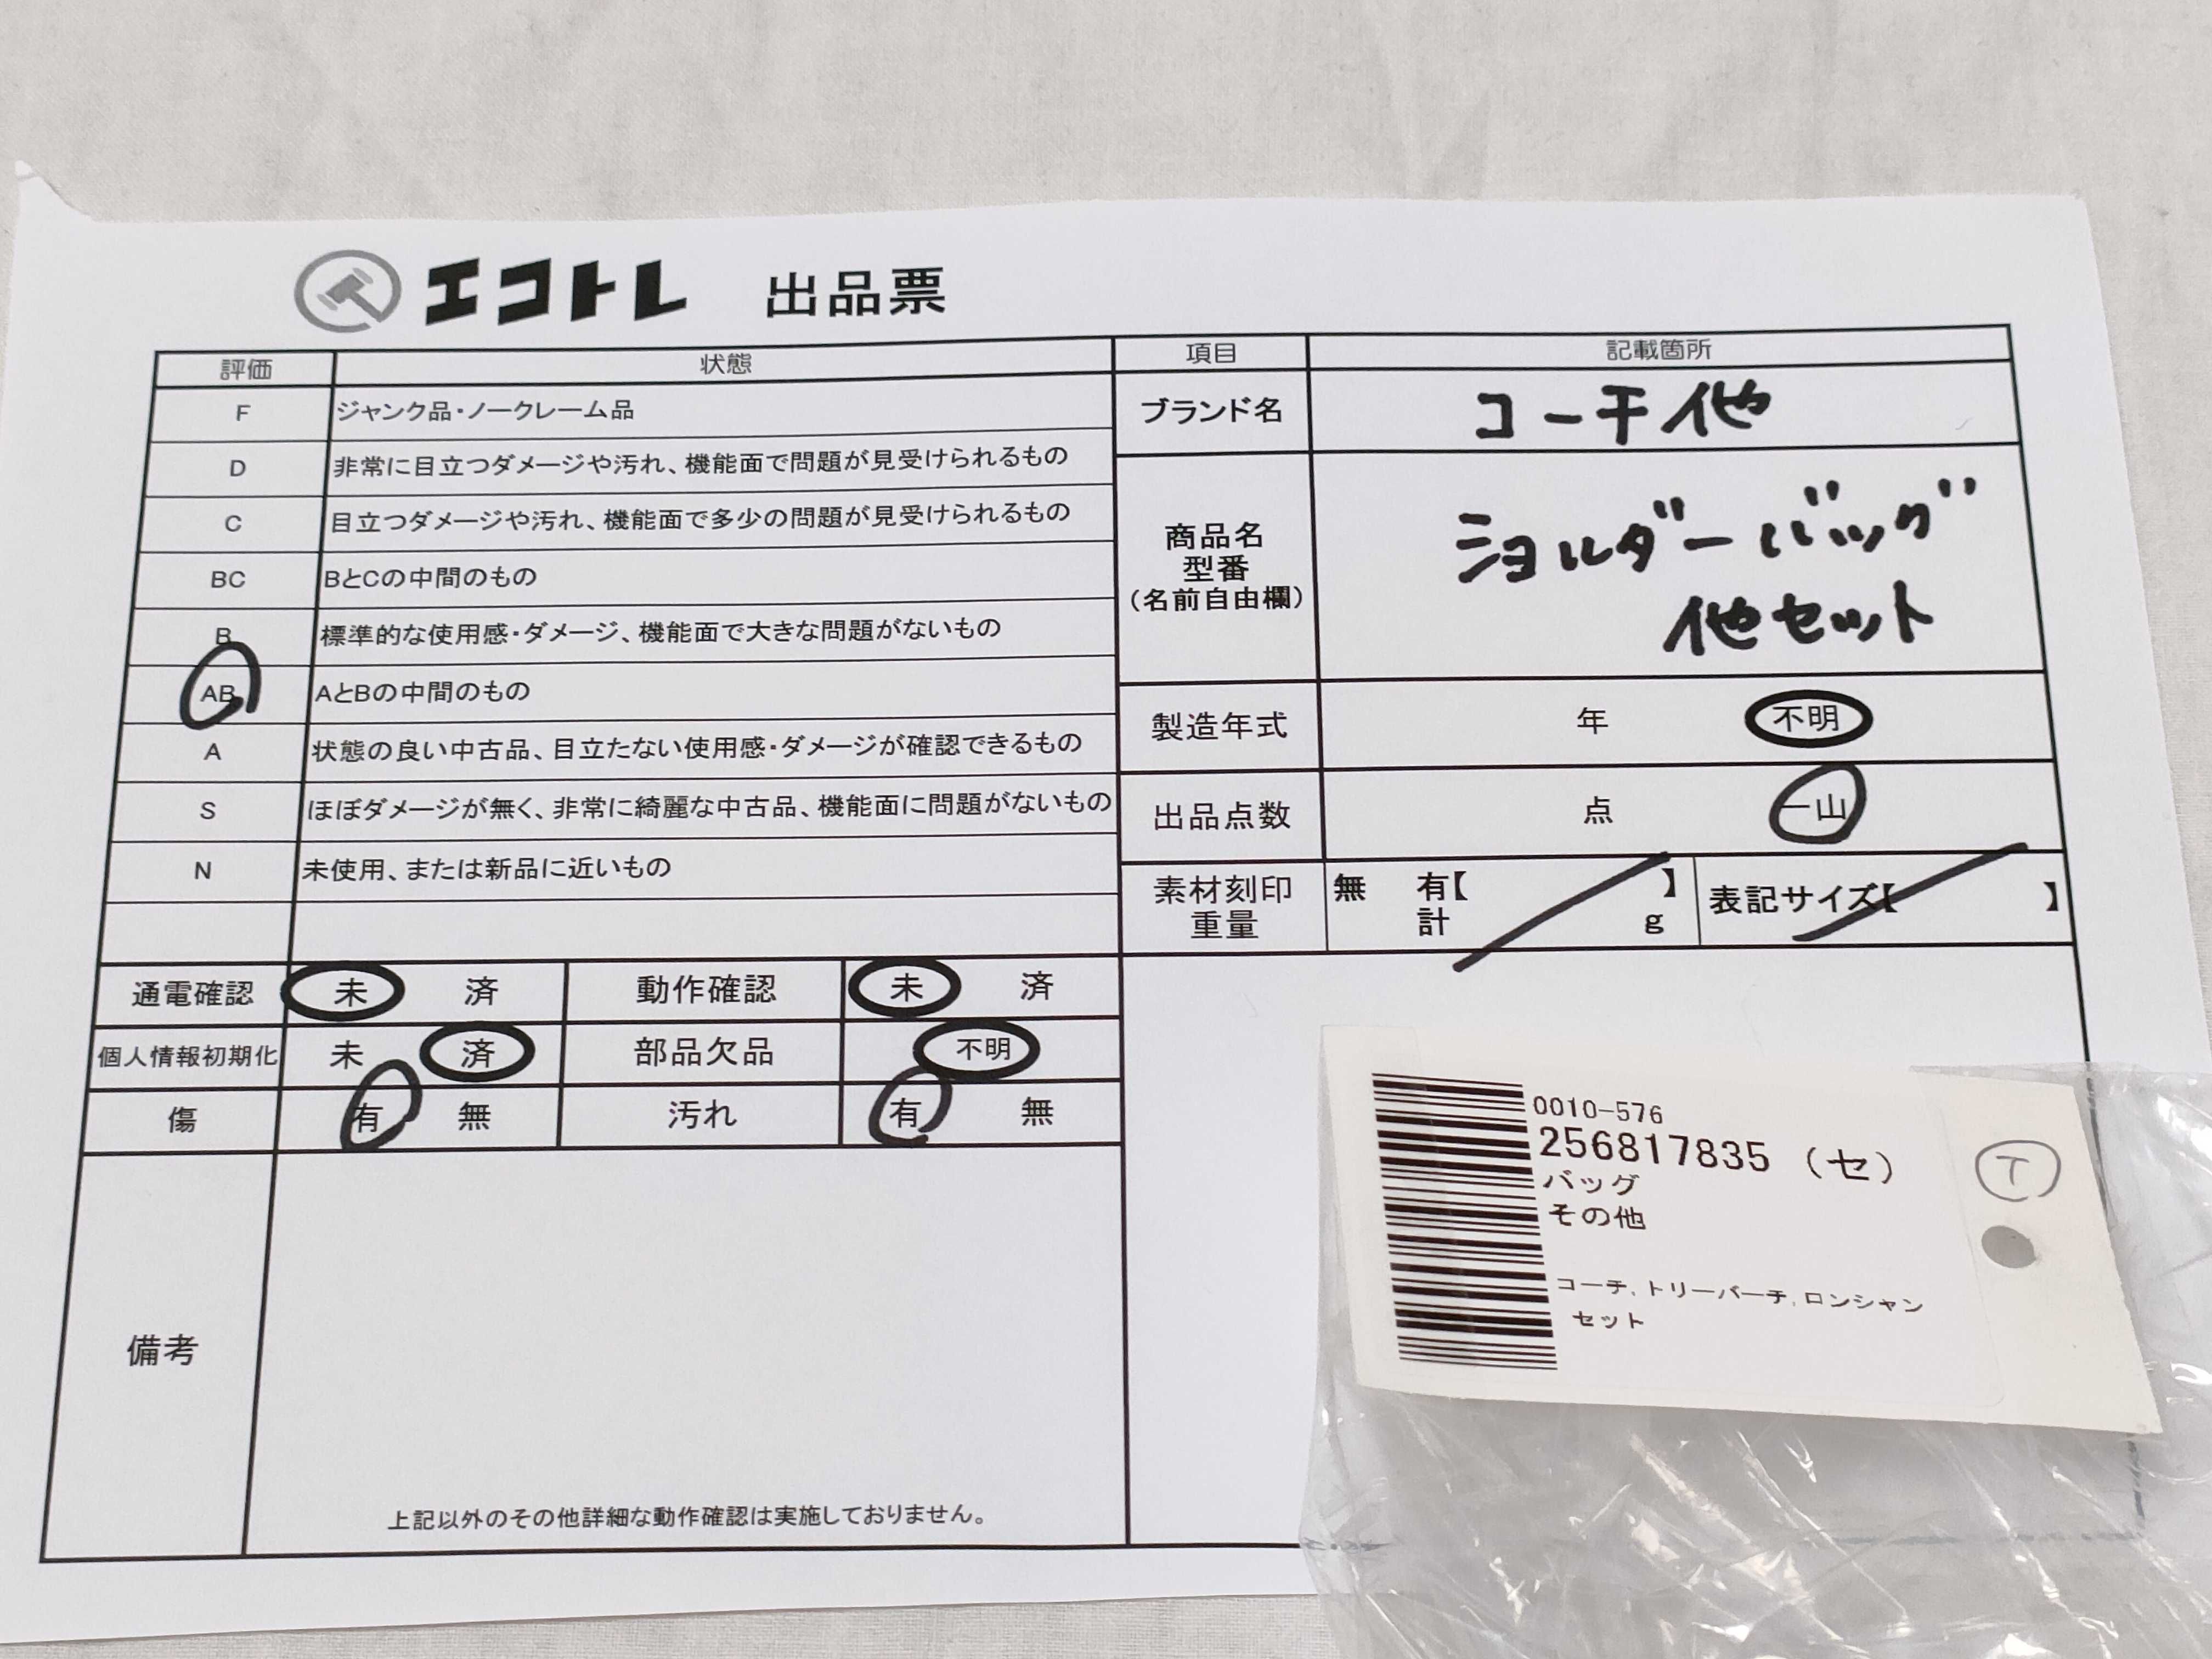 エコトレ 出品票
評価 状態
F ジャンク品・ノークレーム品
D 非常に目立つダメージや汚れ、機能面で問題が見受けられるもの
C 目立つダメージや汚れ、機能面で多少の問題が見受けられるもの
BC BとCの中間のもの
B 標準的な使用感・ダメージ、機能面で大きな問題がないもの
AB AとBの中間のもの
A 状態の良い中古品、目立たない使用感・ダメージが確認できるもの
S ほぼダメージが無く、非常に綺麗な中古品、機能面に問題がないもの
N 未使用、または新品に近いもの
通電確認 未 済 動作確認 未 済
個人情報初期化 未 済 部品欠品 不明
傷 有 無 汚れ 有 無
備考
上記以外のその他詳細な動作確認は実施しておりません。
項目 記載箇所
ブランド名 コーチ他
商品名
型番
(名前自由欄)
ショルダーバッグ
他セット
製造年式 年 不明
出品点数 点 一山
素材刻印
重量
無 有【 】
計 g
表記サイズ【 】
0010-576
256817835 (セ)
バッグ
その他
コーチ,トリーバーチ,ロンシャン
セット
T